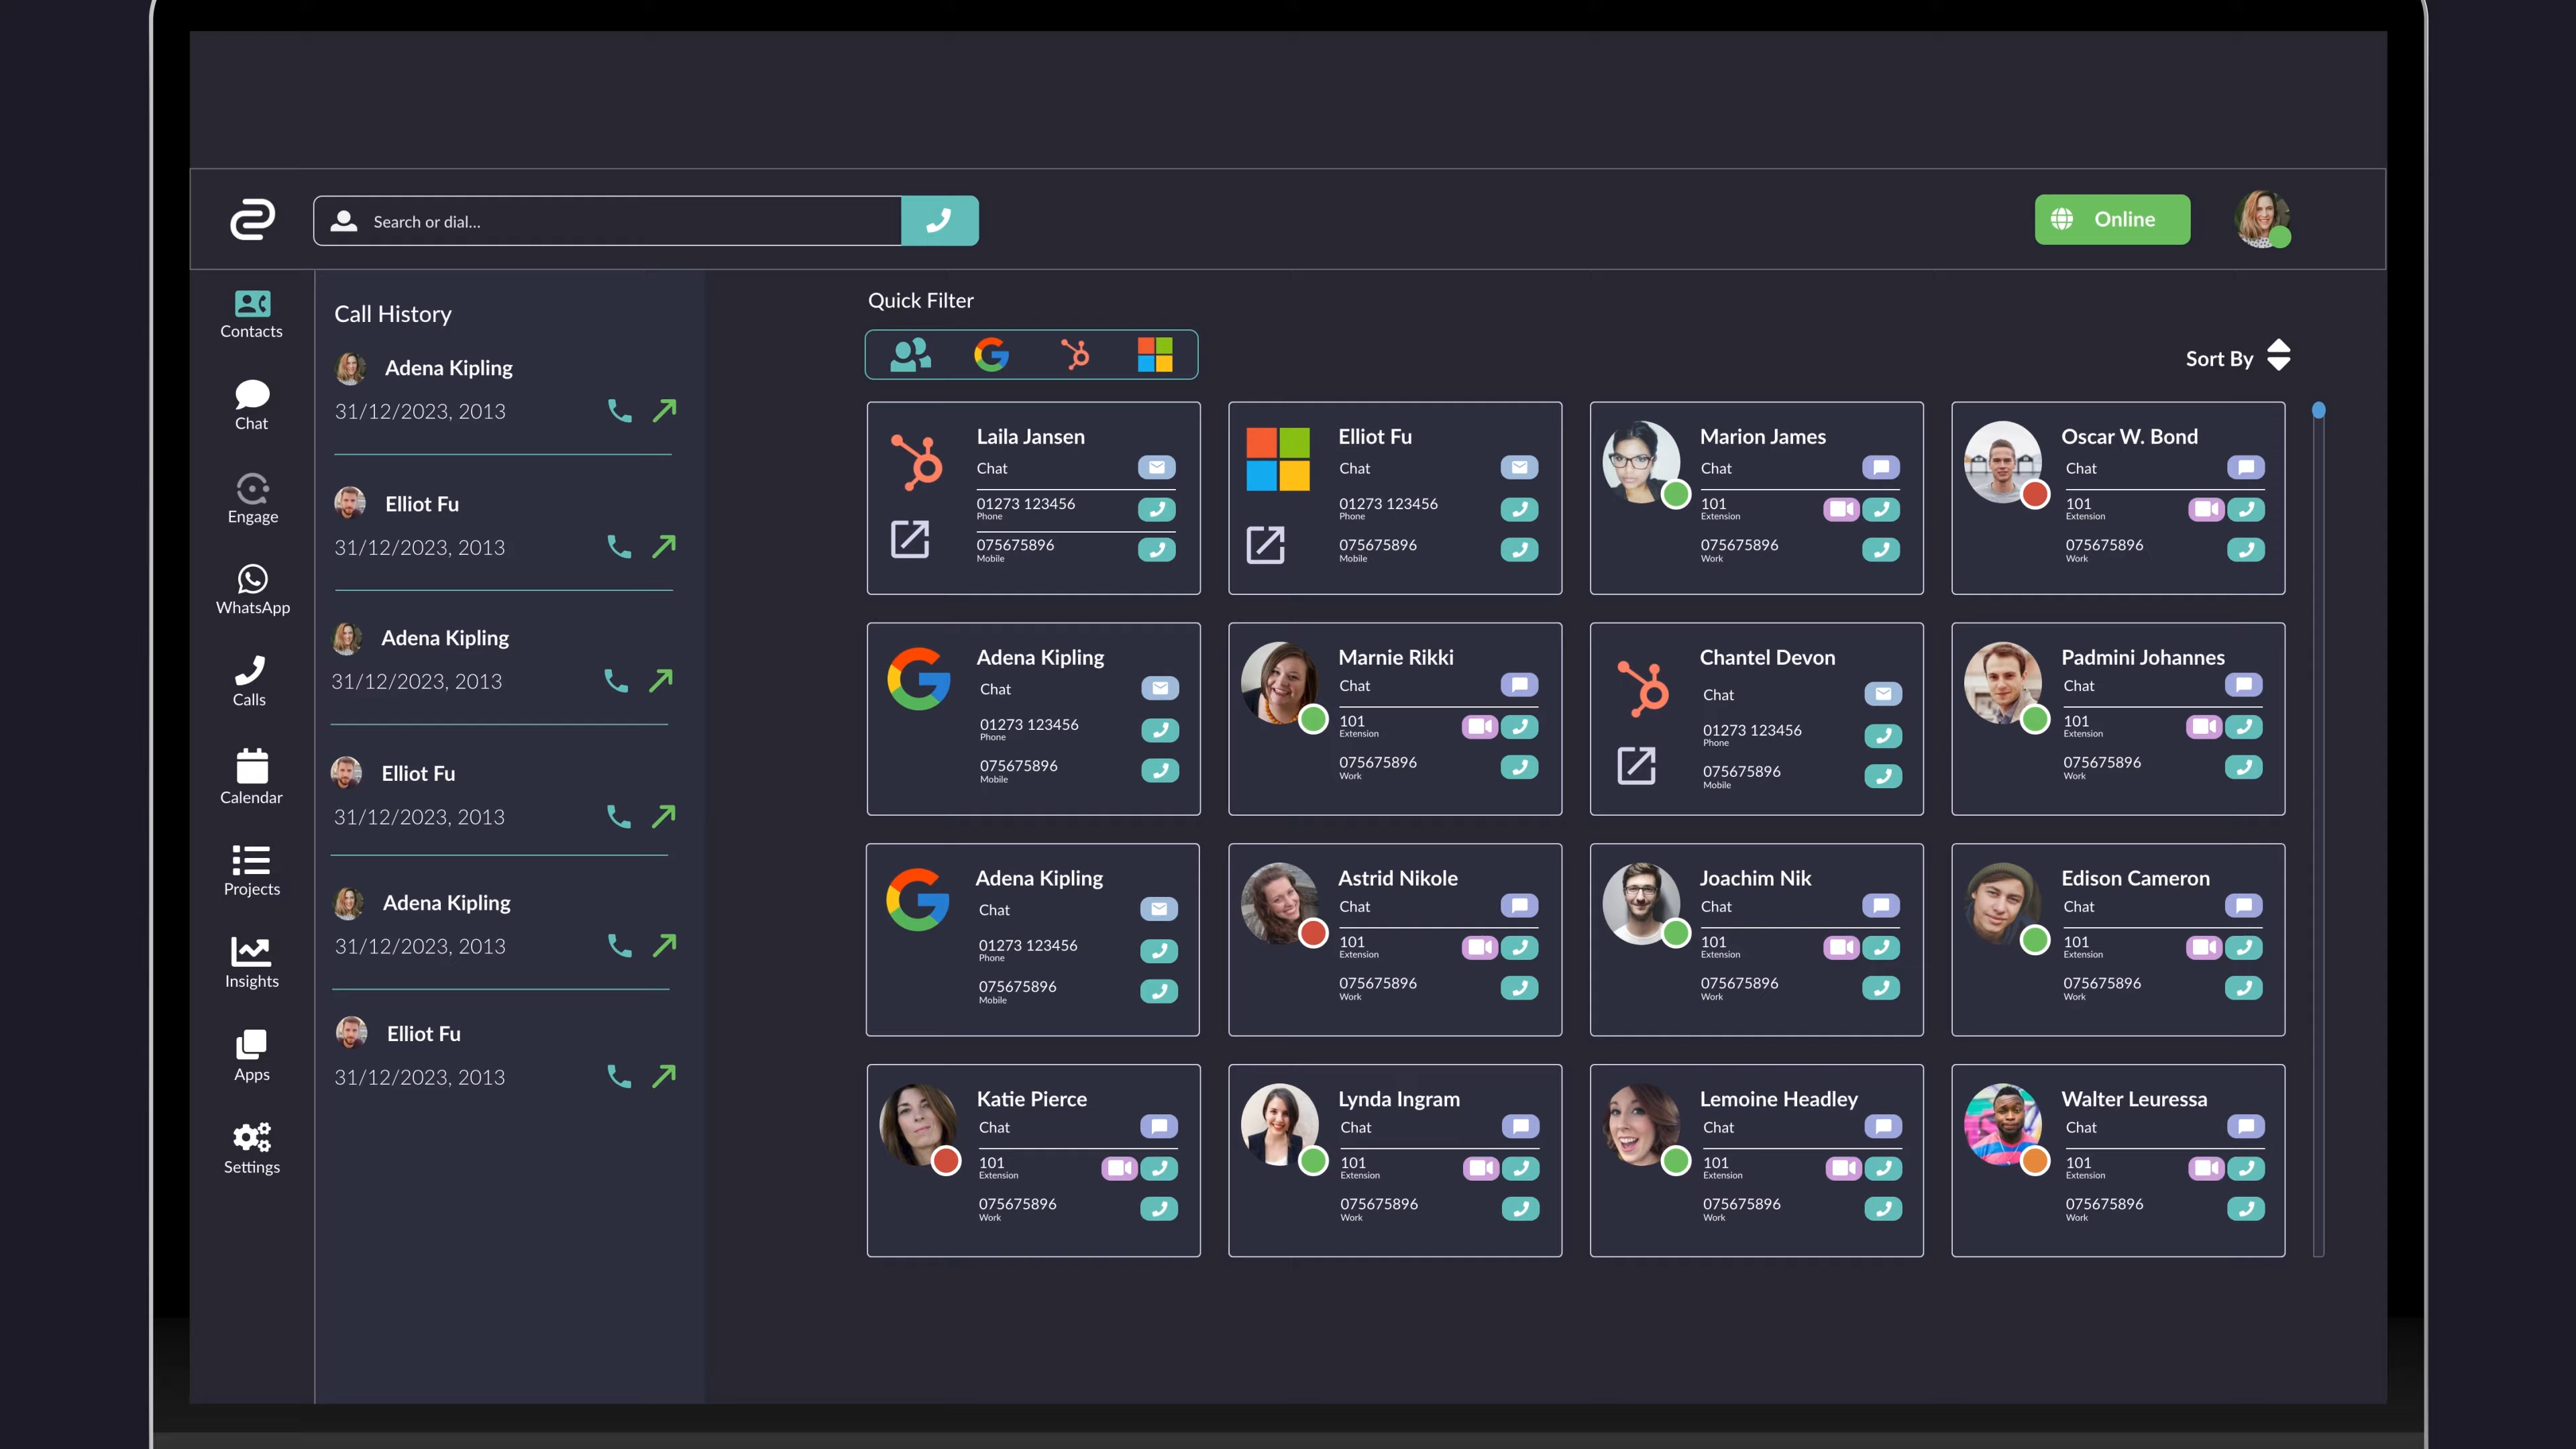 Search or dial...
Online
Contacts
Chat
Engage
WhatsApp
Calls
Calendar
Projects
Insights
Apps
Settings
Call History
Adena Kipling
31/12/2023, 2013
Elliot Fu
31/12/2023, 2013
Adena Kipling
31/12/2023, 2013
Elliot Fu
31/12/2023, 2013
Adena Kipling
31/12/2023, 2013
Elliot Fu
31/12/2023, 2013
Quick Filter
Sort By
Laila Jansen
Chat
01273 123456
Phone
075675896
Mobile
Elliot Fu
Chat
01273 123456
Phone
075675896
Mobile
Marion James
Chat
101
Extension
075675896
Work
Oscar W. Bond
Chat
101
Extension
075675896
Work
Adena Kipling
Chat
01273 123456
Phone
075675896
Mobile
Marnie Rikki
Chat
101
Extension
075675896
Work
Chantel Devon
Chat
01273 123456
Phone
075675896
Mobile
Padmini Johannes
Chat
101
Extension
075675896
Work
Adena Kipling
Chat
01273 123456
Phone
075675896
Mobile
Astrid Nikole
Chat
101
Extension
075675896
Work
Joachim Nik
Chat
101
Extension
075675896
Work
Edison Cameron
Chat
101
Extension
075675896
Work
Katie Pierce
Chat
101
Extension
075675896
Work
Lynda Ingram
Chat
101
Extension
075675896
Work
Lemoine Headley
Chat
101
Extension
075675896
Work
Walter Leuressa
Chat
101
Extension
075675896
Work